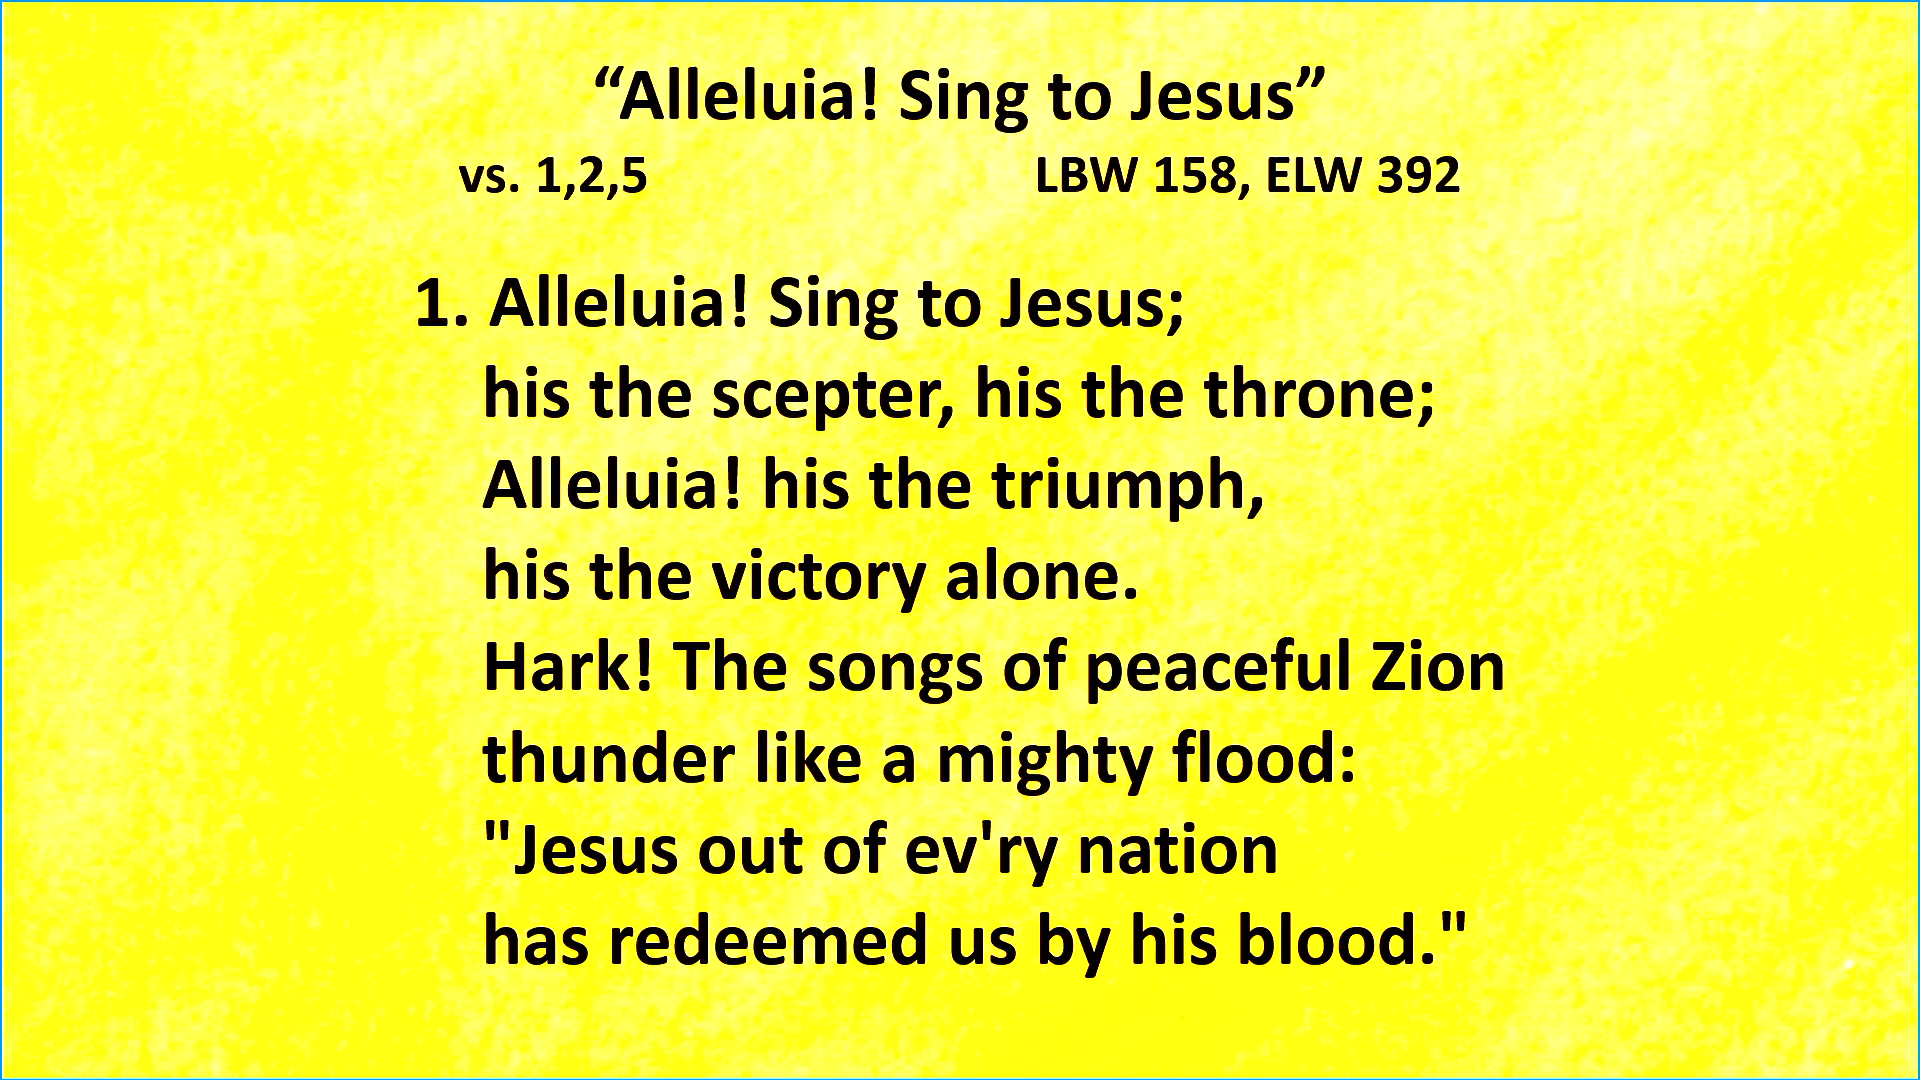 “Alleluia! Sing to Jesus”
vs. 1,2,5 LBW 158, ELW 392
1. Alleluia! Sing to Jesus;
his the scepter, his the throne;
Alleluia! his the triumph,
his the victory alone.
Hark! The songs of peaceful Zion
thunder like a mighty flood:
"Jesus out of ev'ry nation
has redeemed us by his blood."